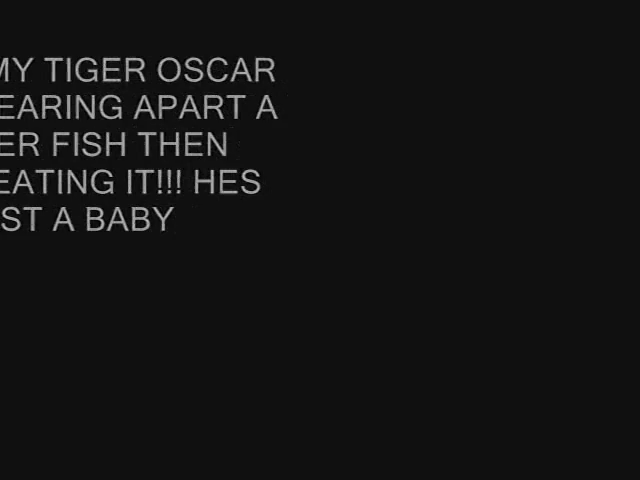 MY TIGER OSCAR
EARING APART A
ER FISH THEN
EATING IT!!! HES
ST A BABY